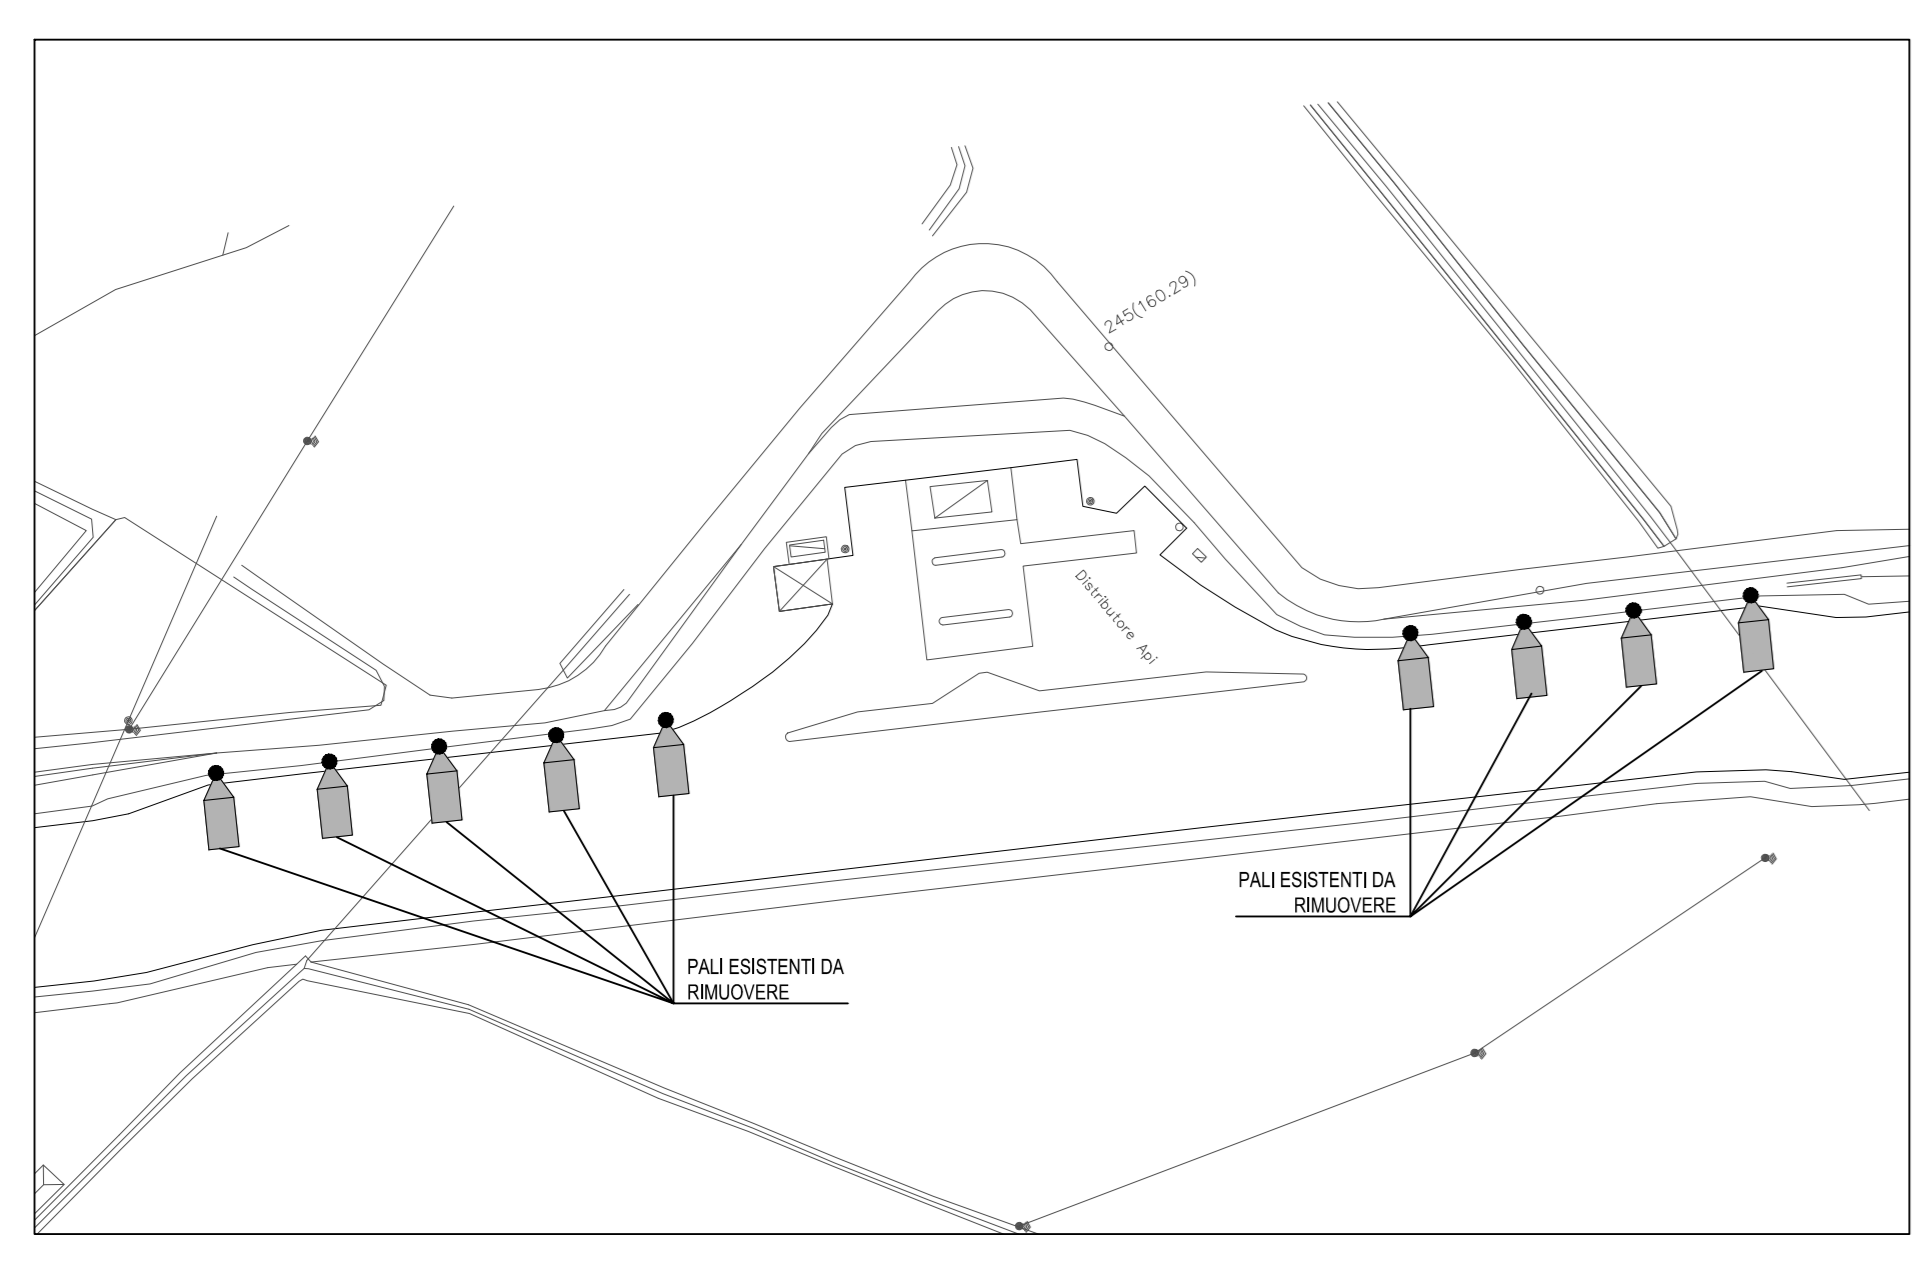 245(160.29)
Distributore Api
PALI ESISTENTI DA
RIMUOVERE
PALI ESISTENTI DA
RIMUOVERE